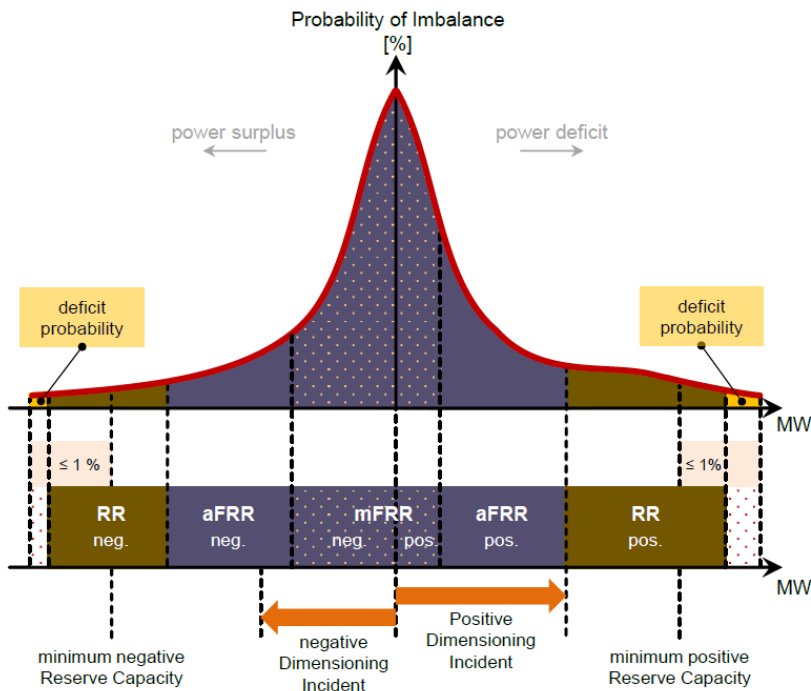 Probability of Imbalance
[%]
power surplus
power deficit
deficit
probability
deficit
probability
MW
≤ 1 %
≤ 1%
RR
neg.
aFRR
neg.
mFRR
neg. pos.
aFRR
pos.
RR
pos.
MW
negative
Dimensioning
Incident
Positive
Dimensioning
Incident
minimum negative
Reserve Capacity
minimum positive
Reserve Capacity